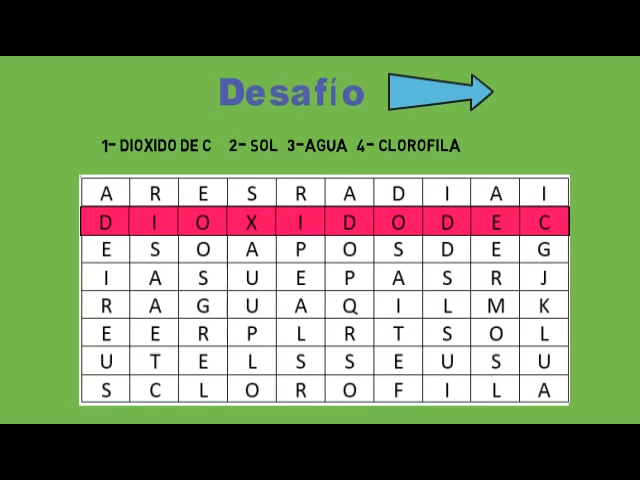 Desafío
1- DIOXIDO DE C 2- SOL 3-AGUA 4- CLOROFILA
A R E S R A D I A I
D I O X I D O D E C
E S O A P O S D E G
I A S U E P A S R J
R A G U A Q I L M K
E E R P L R T S O L
U T E L S S E U S U
S C L O R O F I L A